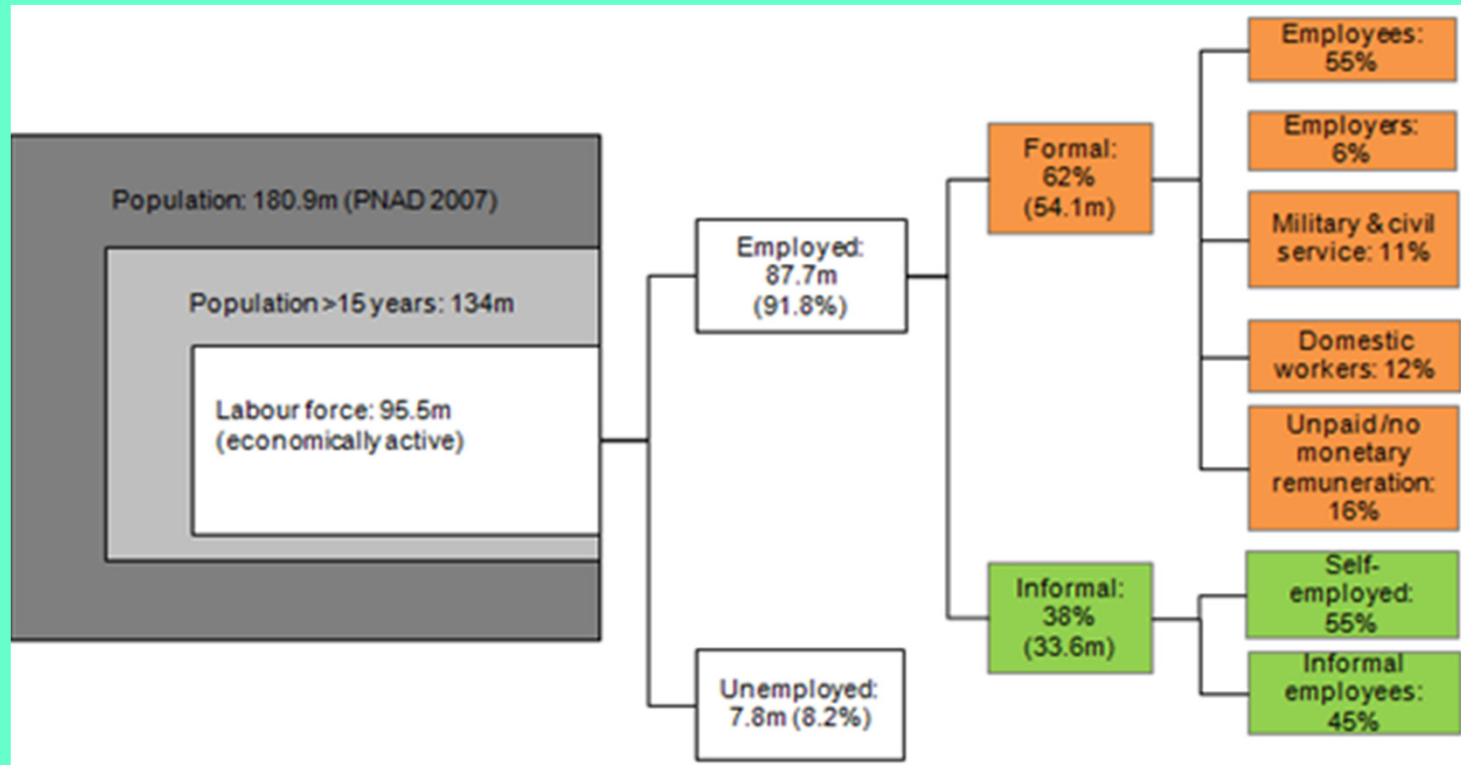 Population: 180.9m (PNAD 2007)
Population >15 years: 134m
Labour force: 95.5m
(economically active)
Employed:
87.7m
(91.8%)
Unemployed:
7.8m (8.2%)
Formal:
62%
(54.1m)
Informal:
38%
(33.6m)
Employees:
55%
Employers:
6%
Military & civil
service: 11%
Domestic
workers: 12%
Unpaid /no
monetary
remuneration:
16%
Self-
employed:
55%
Informal
employees:
45%